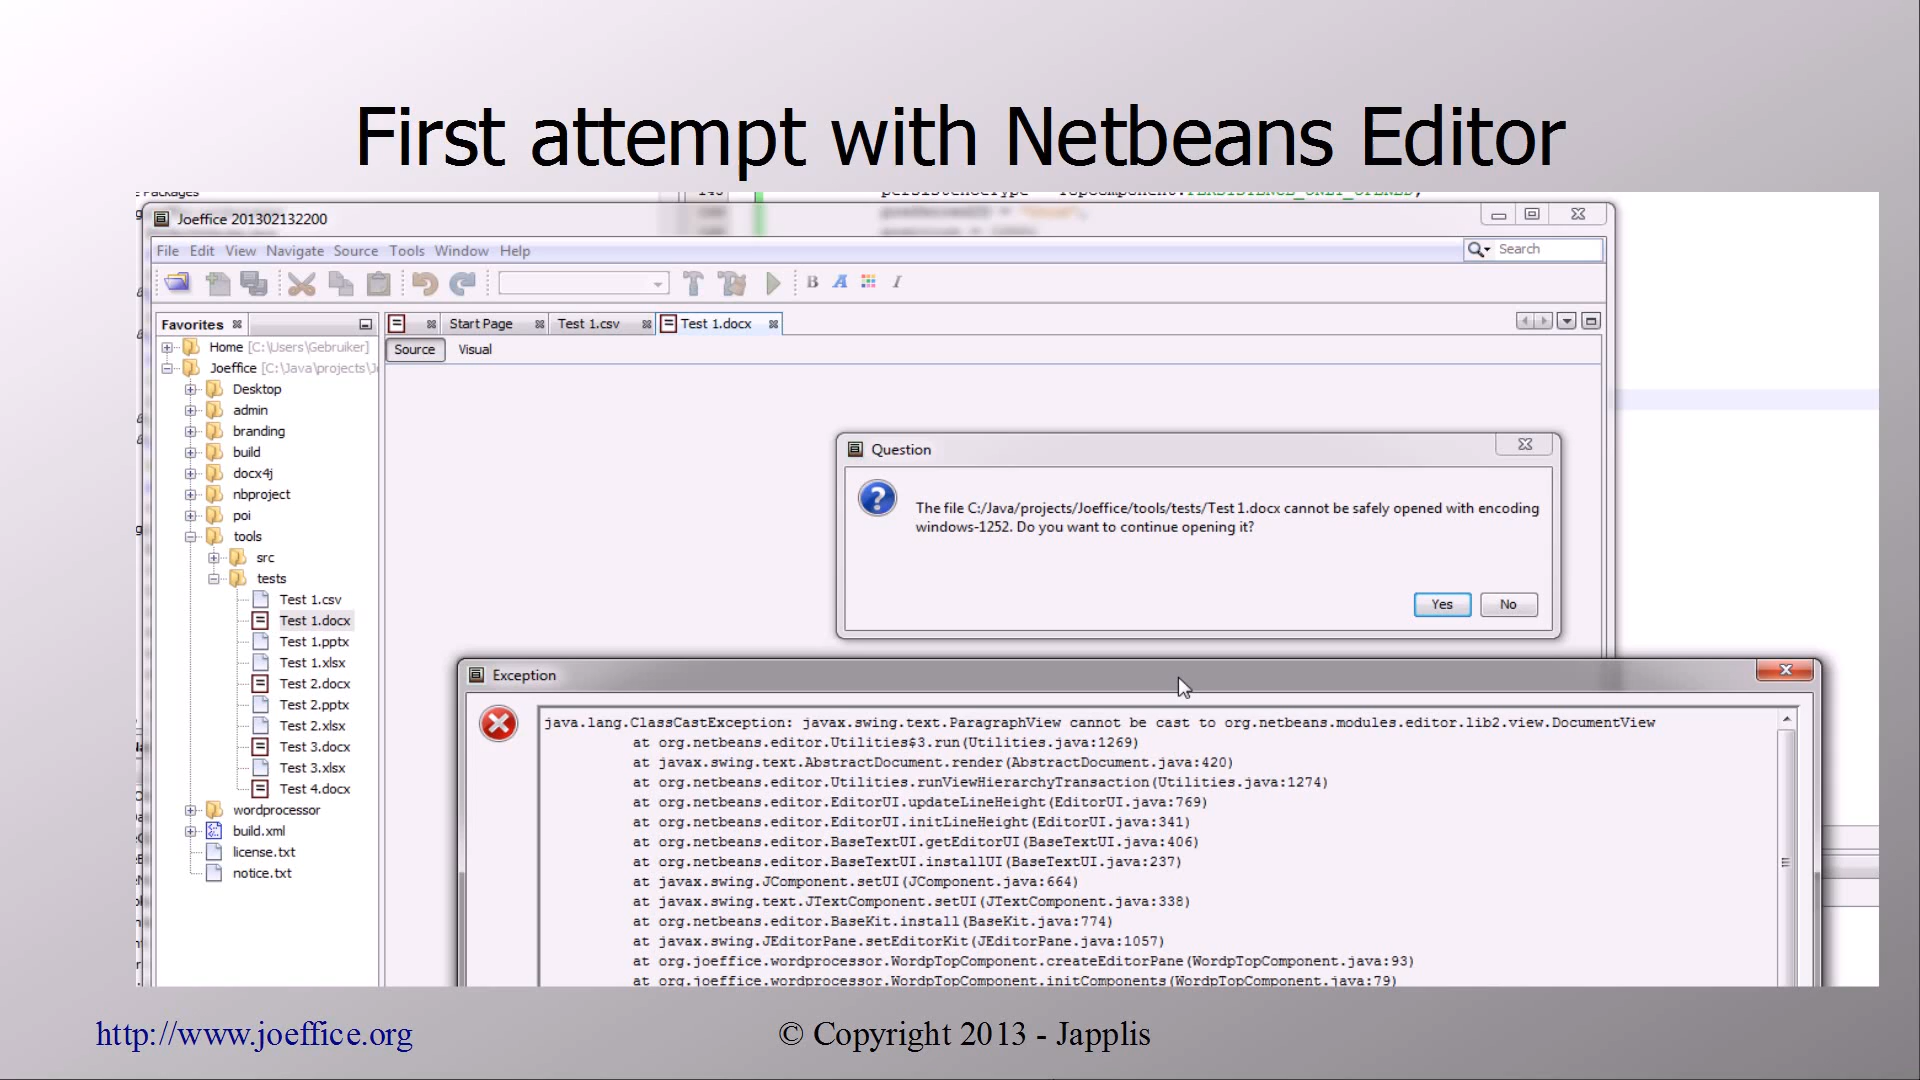 First attempt with Netbeans Editor
Joeffice 201302132200
File Edit View Navigate Source Tools Window Help
Search
B A I
Favorites
Start Page Test 1.csv Test 1.docx
Source Visual
Home [C:\Users\Gebruiker]
Joeffice [C:\Java\projects\J
Desktop
admin
branding
build
docx4j
nbproject
poi
tools
src
tests
Test 1.csv
Test 1.docx
Test 1.pptx
Test 1.xlsx
Test 2.docx
Test 2.pptx
Test 2.xlsx
Test 3.docx
Test 3.xlsx
Test 4.docx
wordprocessor
build.xml
license.txt
notice.txt
Question
The file C:/Java/projects/Joeffice/tools/tests/Test 1.docx cannot be safely opened with encoding
windows-1252. Do you want to continue opening it?
Yes No
Exception
java.lang.ClassCastException: javax.swing.text.ParagraphView cannot be cast to org.netbeans.modules.editor.lib2.view.DocumentView
at org.netbeans.editor.Utilities$3.run(Utilities.java:1269)
at javax.swing.text.AbstractDocument.render(AbstractDocument.java:420)
at org.netbeans.editor.Utilities.runViewHierarchyTransaction(Utilities.java:1274)
at org.netbeans.editor.EditorUI.updateLineHeight(EditorUI.java:769)
at org.netbeans.editor.EditorUI.initLineHeight(EditorUI.java:341)
at org.netbeans.editor.BaseTextUI.getEditorUI(BaseTextUI.java:406)
at org.netbeans.editor.BaseTextUI.installUI(BaseTextUI.java:237)
at javax.swing.JComponent.setUI(JComponent.java:664)
at javax.swing.text.JTextComponent.setUI(JTextComponent.java:338)
at org.netbeans.editor.BaseKit.install(BaseKit.java:774)
at javax.swing.JEditorPane.setEditorKit(JEditorPane.java:1057)
at org.joeffice.wordprocessor.WordpTopComponent.createEditorPane(WordpTopComponent.java:93)
at org.joeffice.wordprocessor.WordpTopComponent.initComponents(WordpTopComponent.java:79)
http://www.joeffice.org
© Copyright 2013 - Japplis